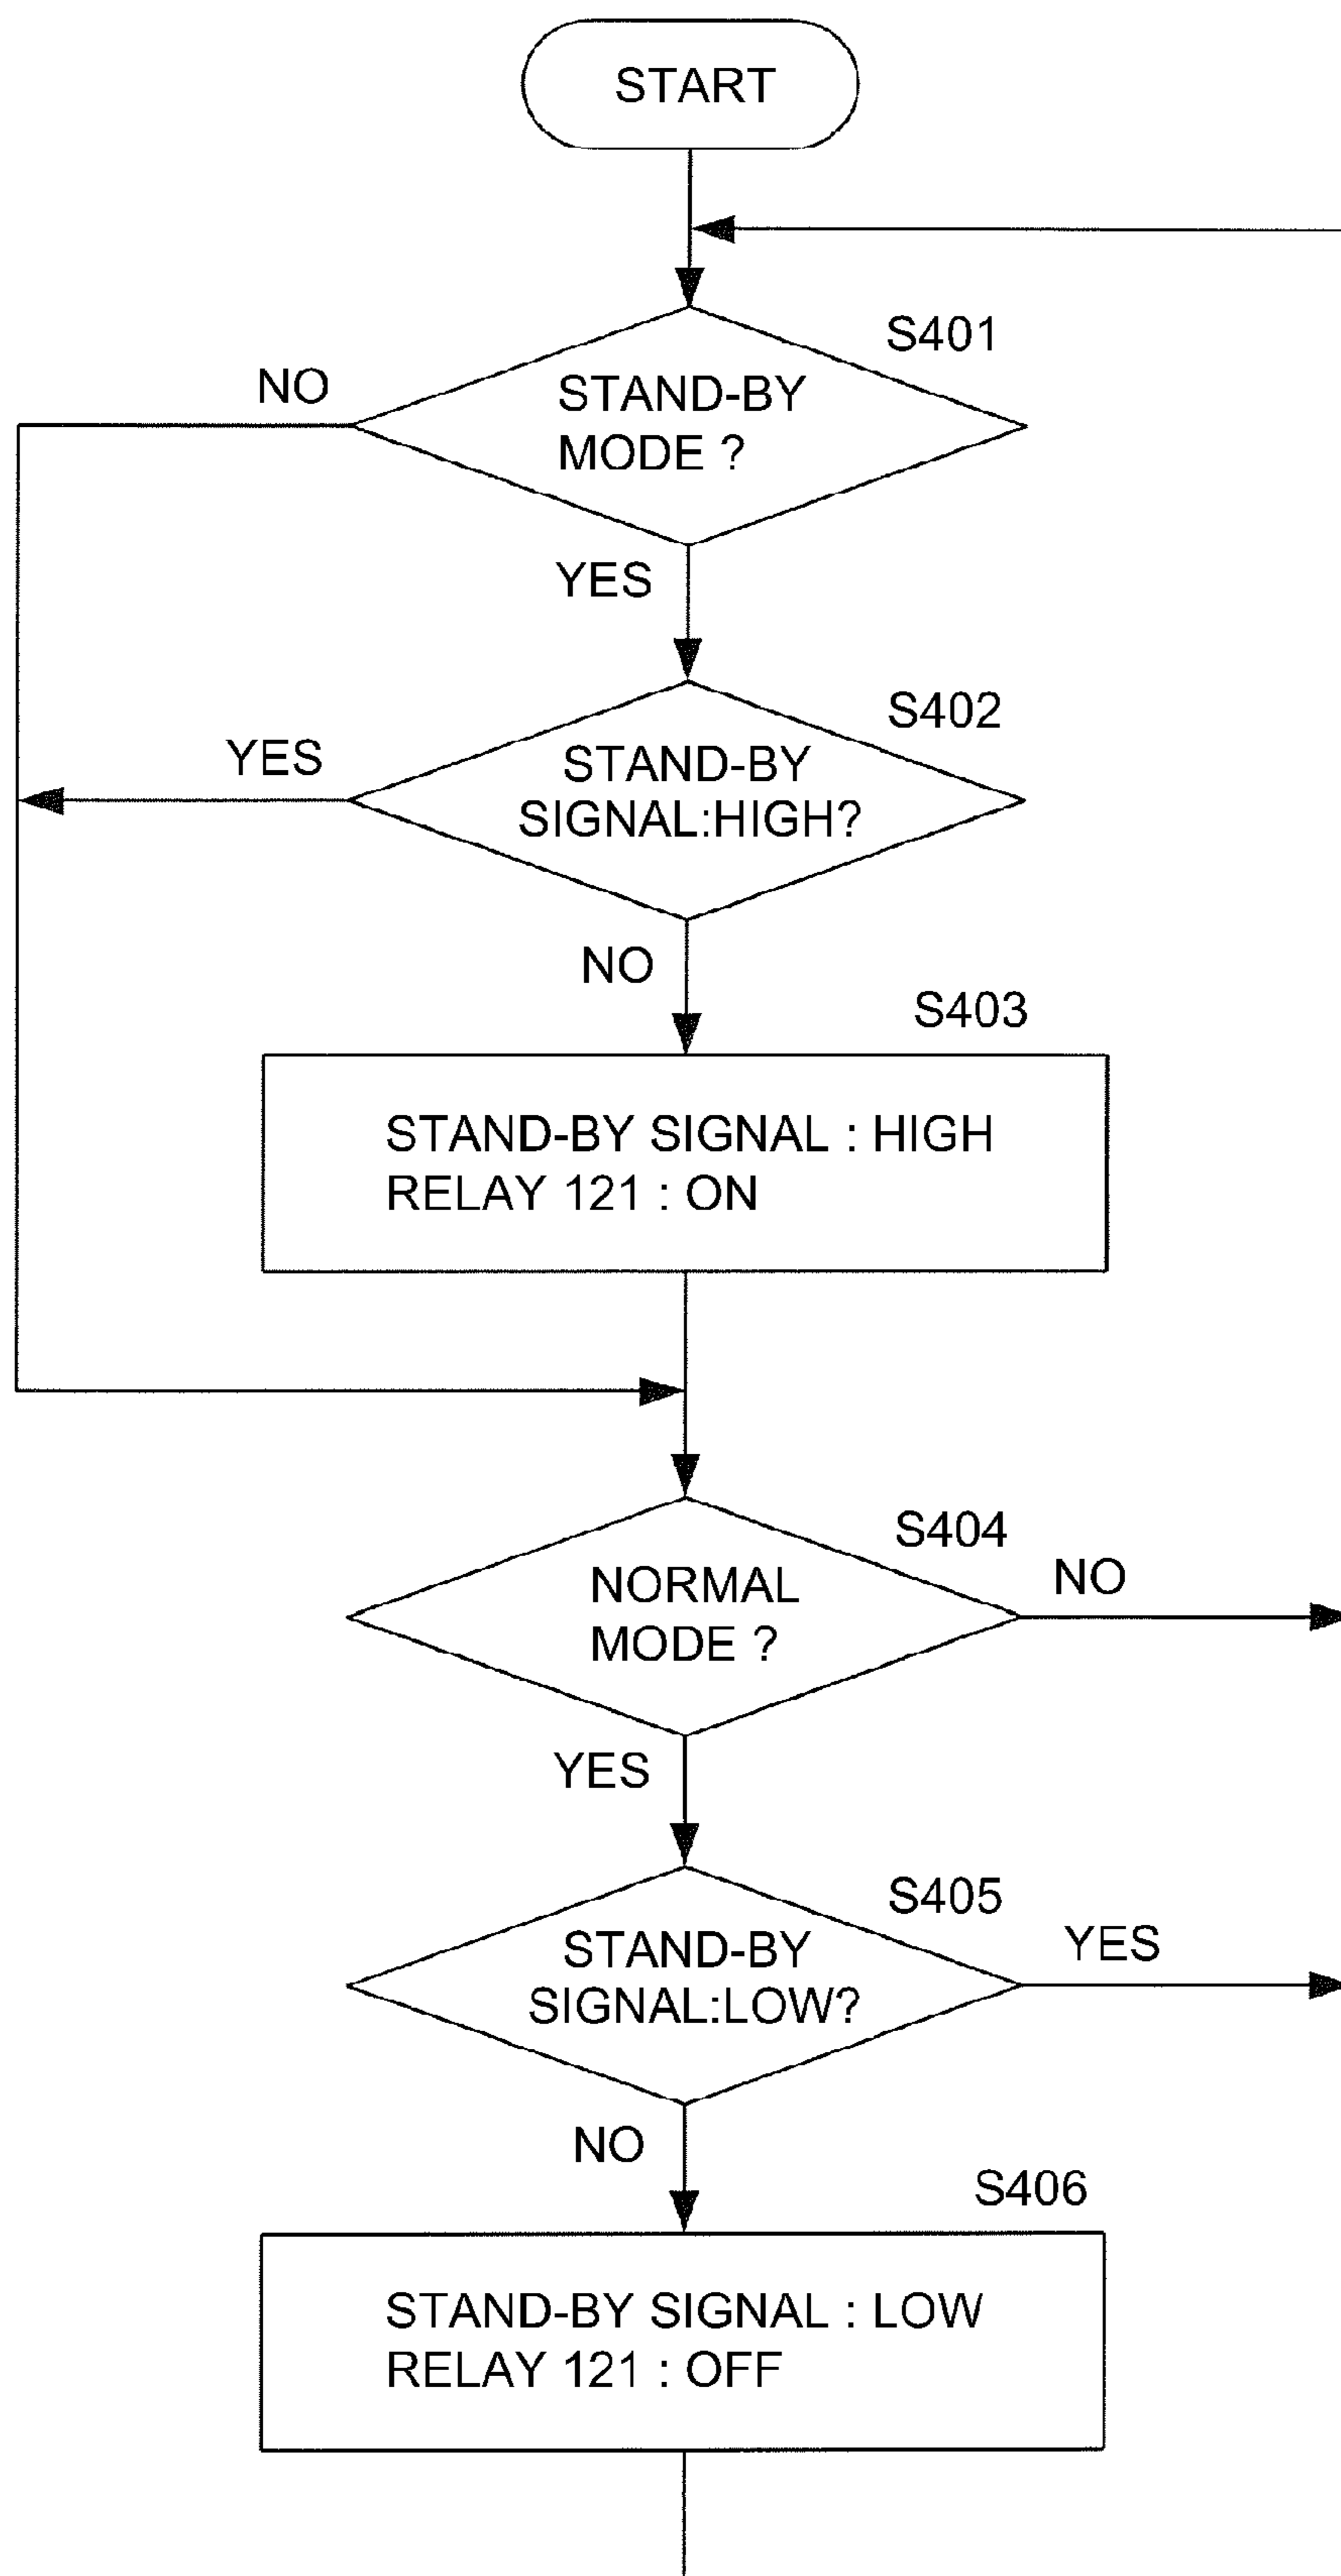 START
S401
NO
STAND-BY
MODE ?
YES
S402
YES
STAND-BY
SIGNAL:HIGH?
NO
S403
STAND-BY SIGNAL : HIGH
RELAY 121 : ON
S404
NO
NORMAL
MODE ?
YES
S405
YES
STAND-BY
SIGNAL:LOW?
NO
S406
STAND-BY SIGNAL : LOW
RELAY 121 : OFF